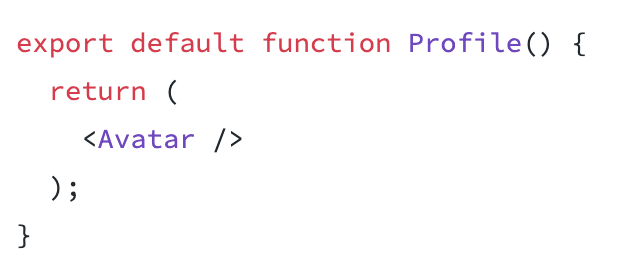 export default function Profile() {
  return (
    <Avatar />
  );
}